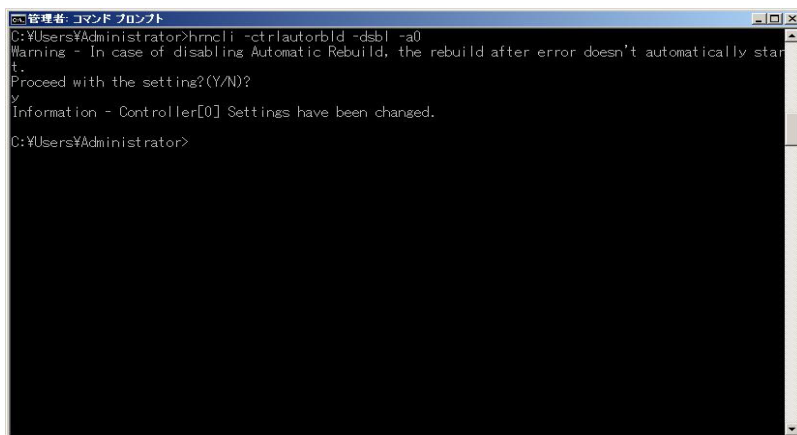 管理者: コマンド プロンプト
C:¥Users¥Administrator>hrncli -ctrlautorbld -dsbl -a0
Warning - In case of disabling Automatic Rebuild, the rebuild after error doesn't automatically star
t.
Proceed with the setting?(Y/N)?
y
Information - Controller[0] Settings have been changed.
C:¥Users¥Administrator>